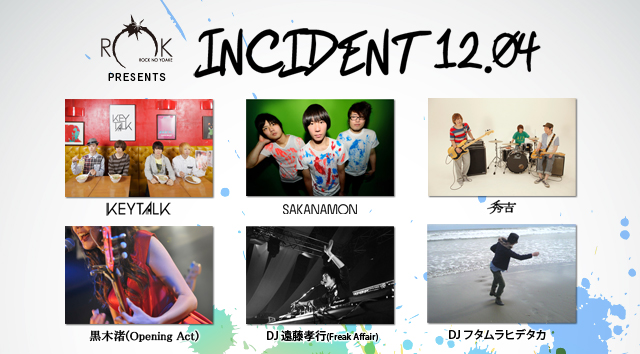 ROCK
ROCK NO YOAKE
PRESENTS
INCIDENT 12.04
KEY
TALK
KEYTALK
SAKANAMON
秀吉
黒木渚(Opening Act)
DJ 遠藤孝行(Freak Affair)
DJ フタムラヒデタカ